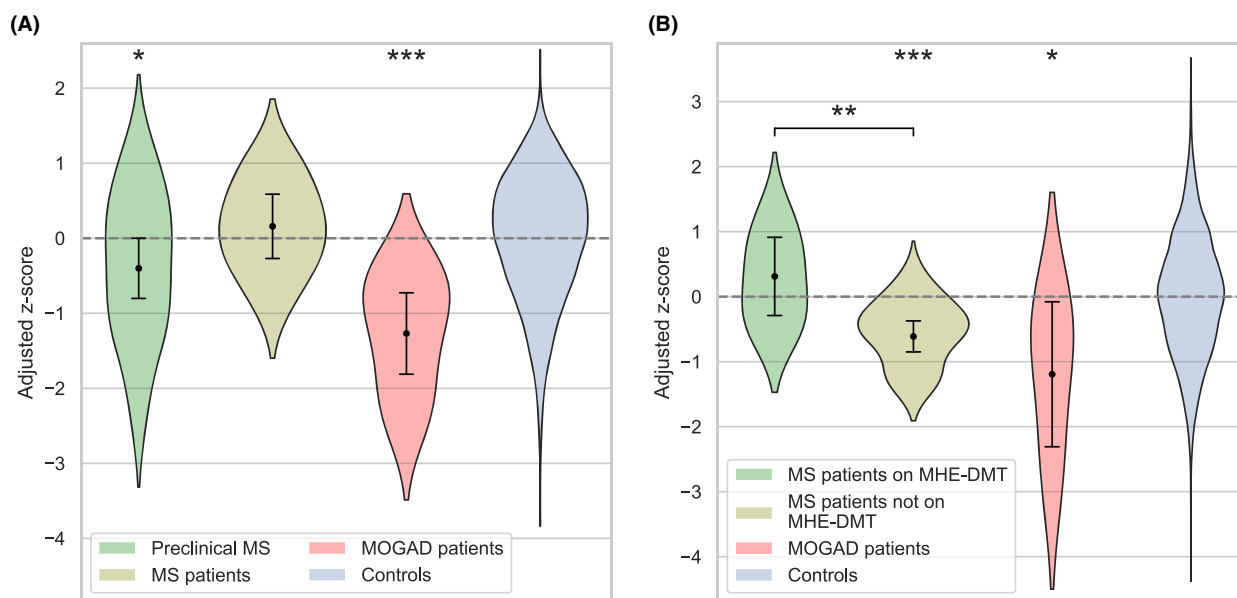 (A)
Adjusted z-score
2
1
0
−1
−2
−3
−4
*
***
Preclinical MS
MS patients
MOGAD patients
Controls
(B)
Adjusted z-score
3
2
1
0
−1
−2
−3
−4
***
*
**
MS patients on MHE-DMT
MS patients not on
MHE-DMT
MOGAD patients
Controls